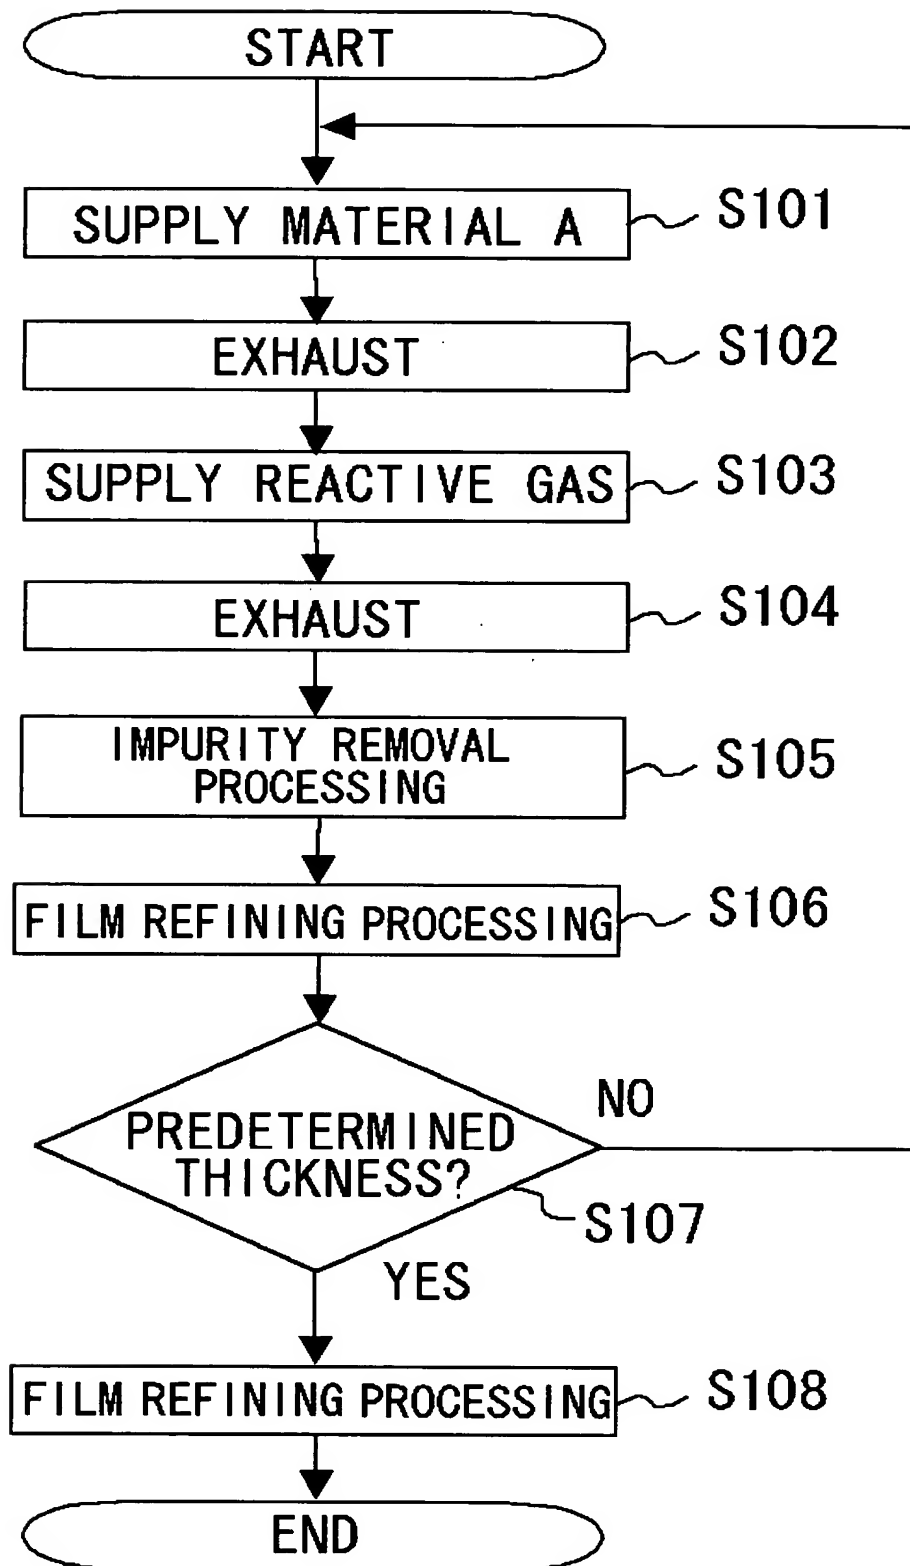 START
SUPPLY MATERIAL A
S101
EXHAUST
S102
SUPPLY REACTIVE GAS
S103
EXHAUST
S104
IMPURITY REMOVAL
PROCESSING
S105
FILM REFINING PROCESSING
S106
NO
PREDETERMINED
THICKNESS?
S107
YES
FILM REFINING PROCESSING
S108
END